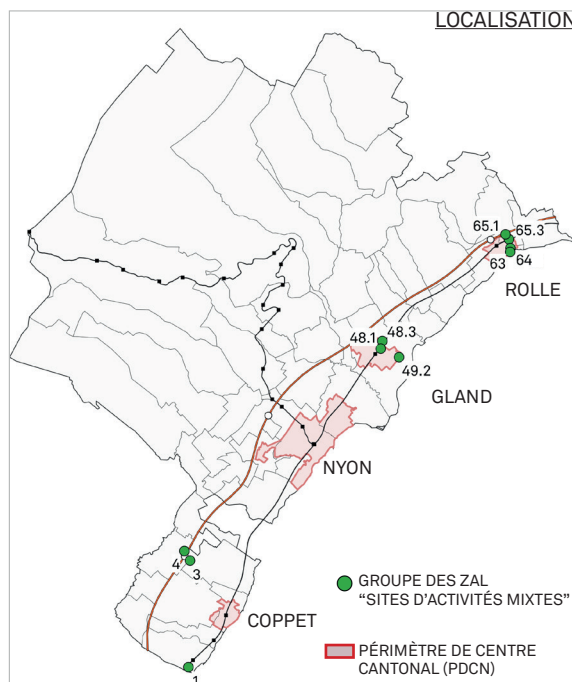 LOCALISATION
65.1
65.3
63
64
ROLLE
48.3
48.1
49.2
GLAND
NYON
4
3
COPPET
1
GROUPE DES ZAL
"SITES D'ACTIVITÉS MIXTES"
PÉRIMÈTRE DE CENTRE
CANTONAL (PDCN)